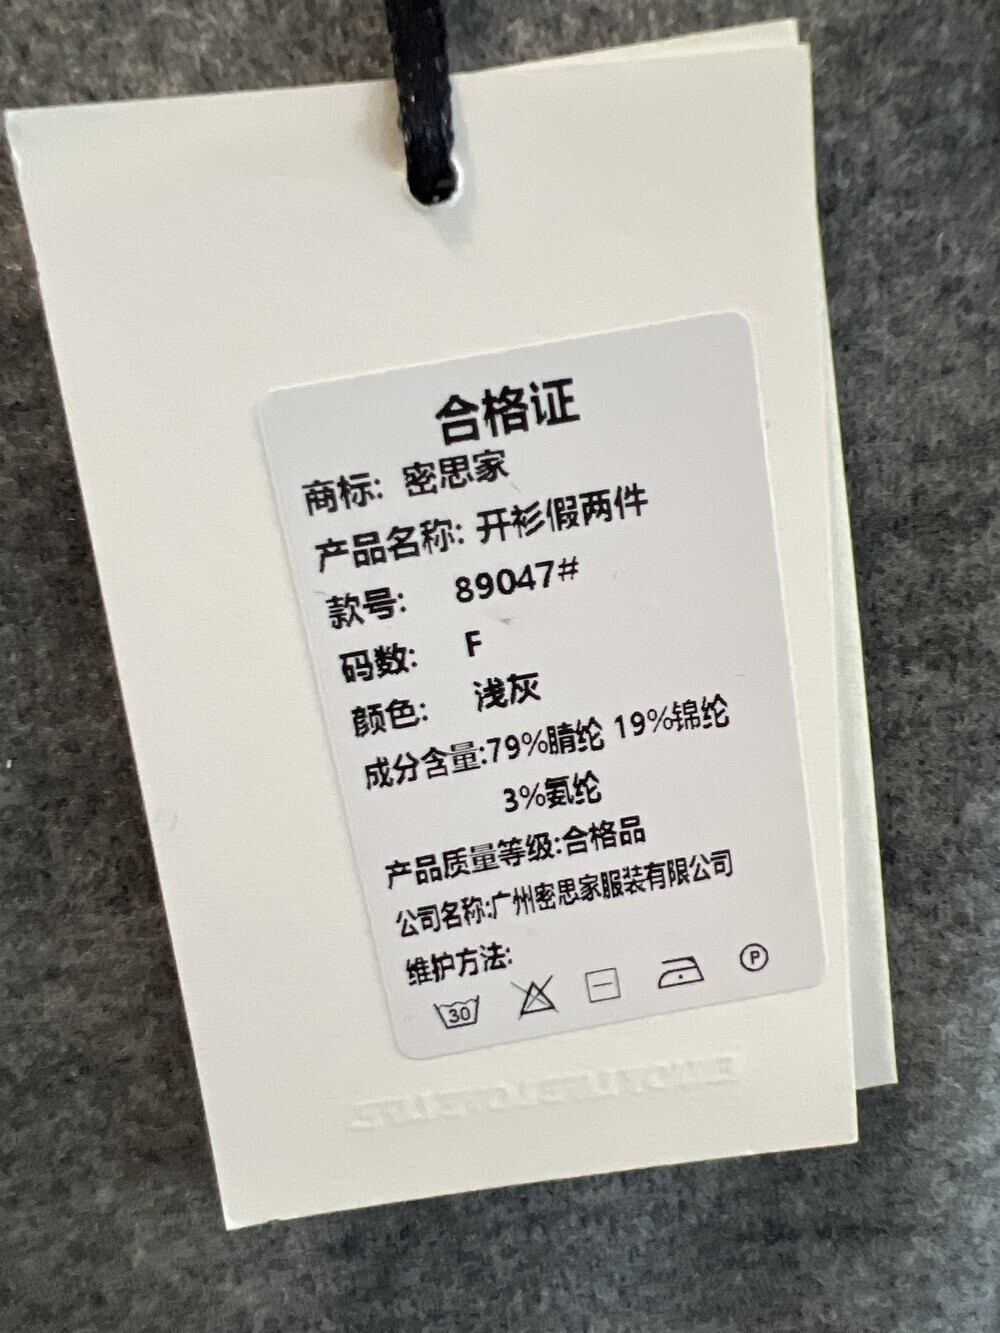 合格证
商标: 密思家
产品名称: 开衫假两件
款号: 89047#
码数: F
颜色: 浅灰
成分含量:79%腈纶 19%锦纶
3%氨纶
产品质量等级:合格品
公司名称:广州密思家服装有限公司
维护方法:
30
P